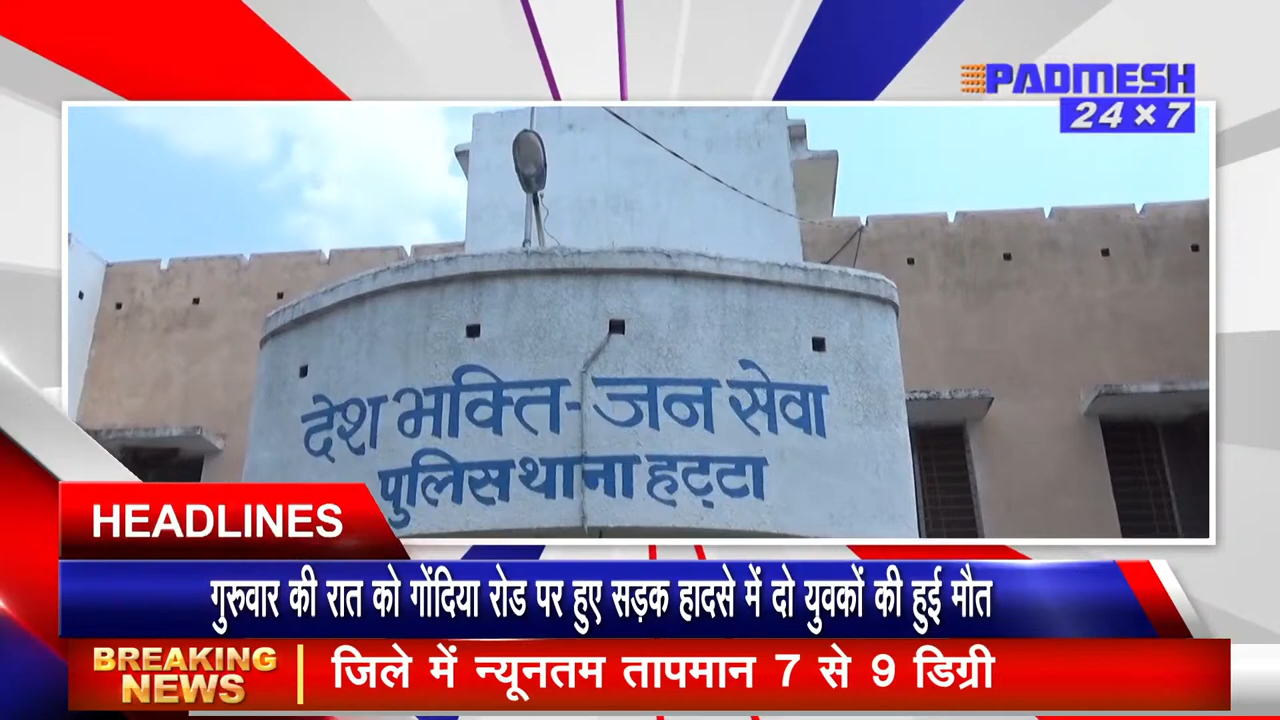 PADMESH
24×7
देश भक्ति-जन सेवा
पुलिस थाना हट्टा
HEADLINES
गुरुवार की रात को गोंदिया रोड पर हुए सड़क हादसे में दो युवकों की हुई मौत
BREAKING
NEWS
जिले में न्यूनतम तापमान 7 से 9 डिग्री